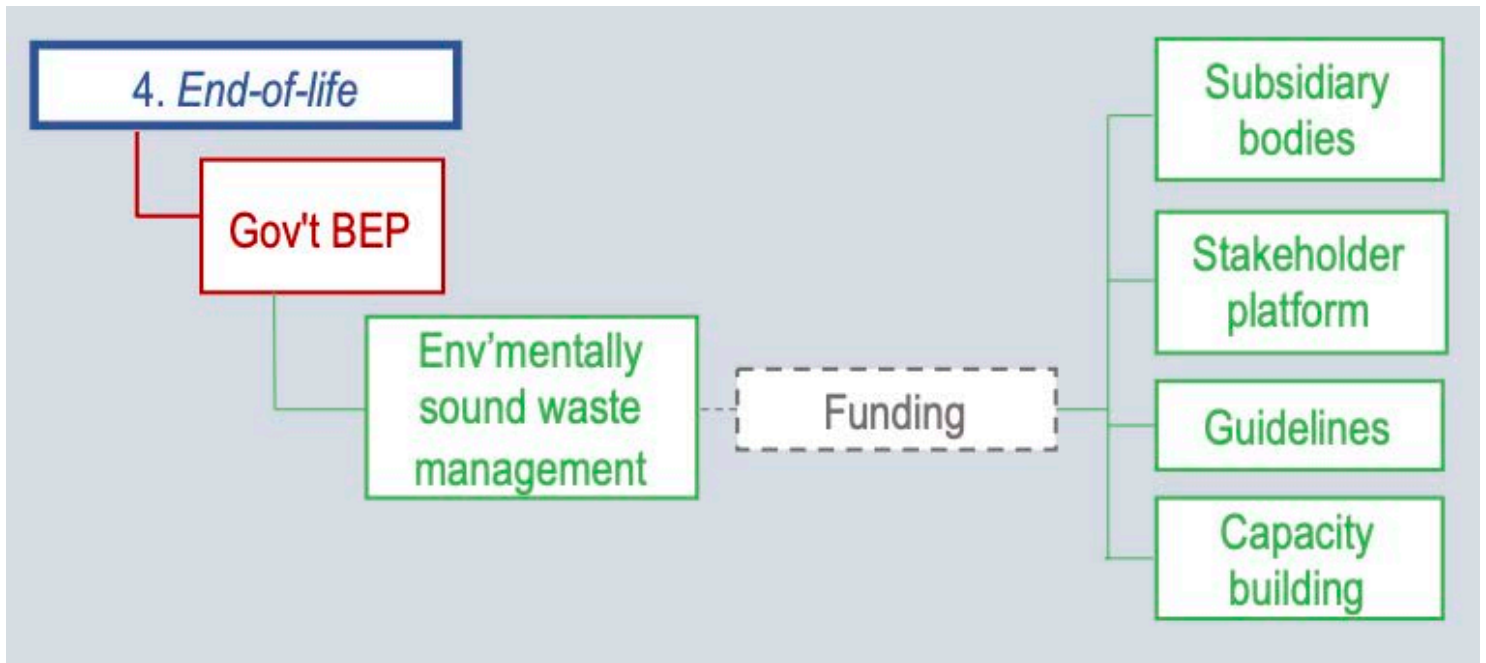 4. End-of-life
Gov't BEP
Env’mentally
sound waste
management
Funding
Subsidiary
bodies
Stakeholder
platform
Guidelines
Capacity
building